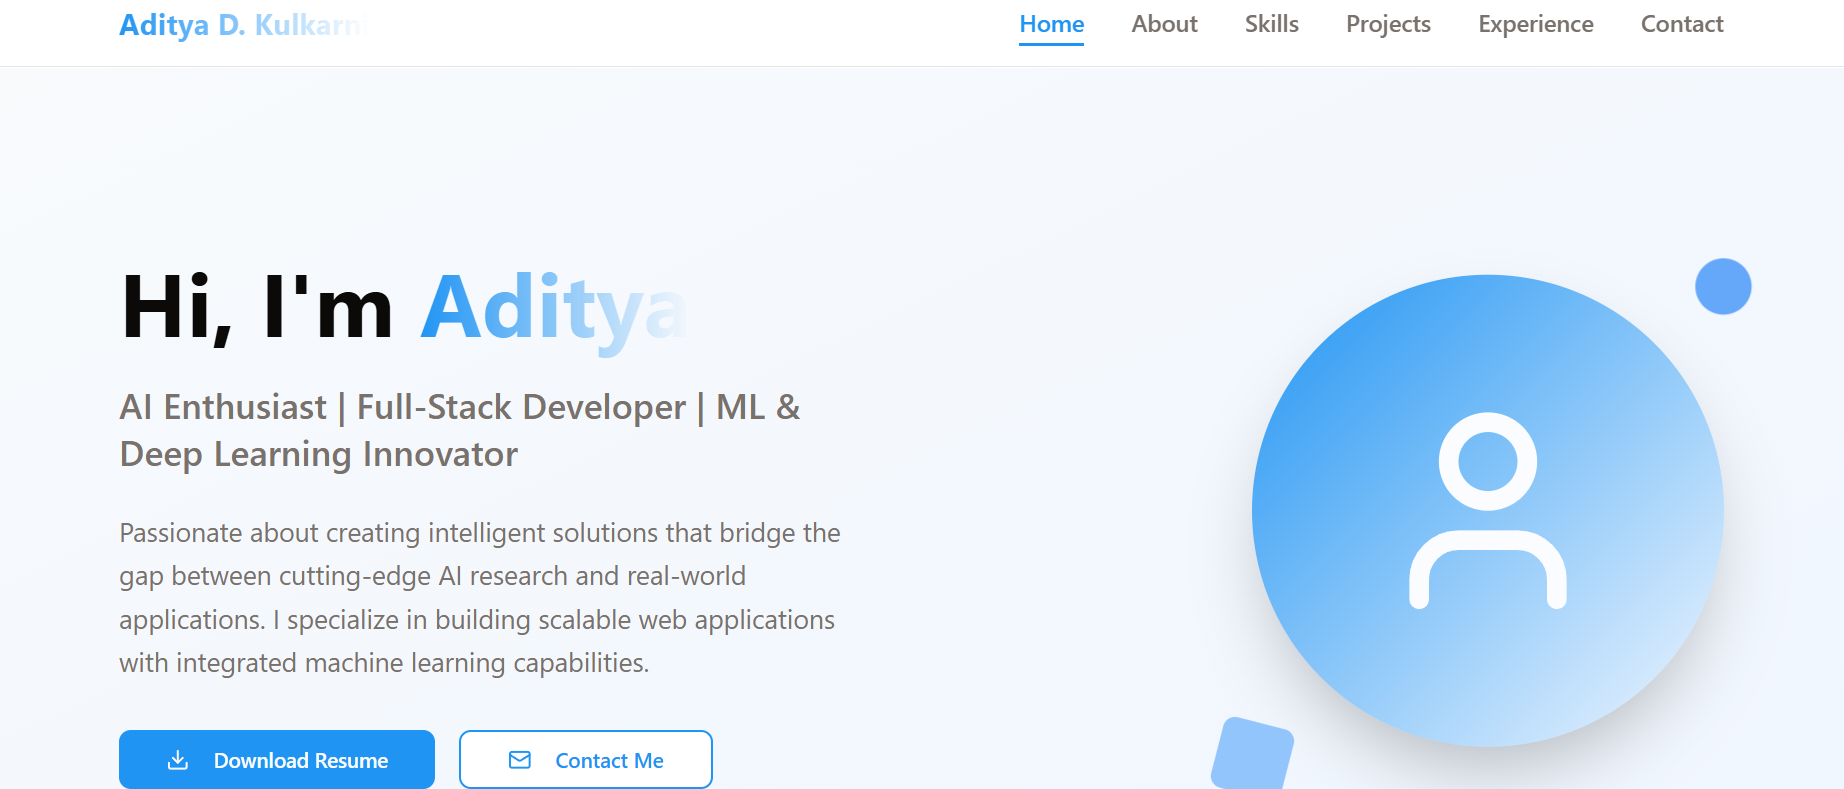 Aditya D. Kulkarni
Home About Skills Projects Experience Contact
Hi, I'm Aditya
AI Enthusiast | Full-Stack Developer | ML &
Deep Learning Innovator
Passionate about creating intelligent solutions that bridge the
gap between cutting-edge AI research and real-world
applications. I specialize in building scalable web applications
with integrated machine learning capabilities.
Download Resume
Contact Me